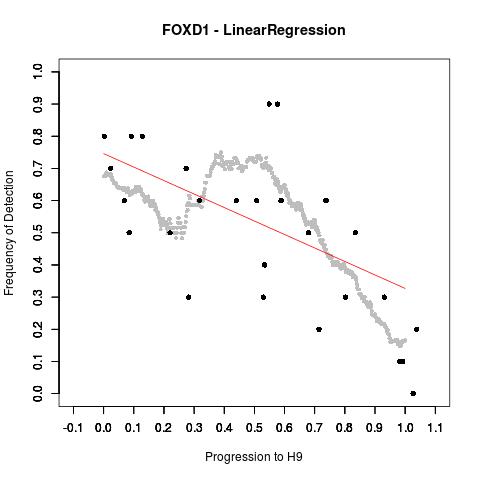 FOXD1 - LinearRegression
Frequency of Detection
1.0
0.9
0.8
0.7
0.6
0.5
0.4
0.3
0.2
0.1
0.0
-0.1 0.0 0.1 0.2 0.3 0.4 0.5 0.6 0.7 0.8 0.9 1.0 1.1
Progression to H9